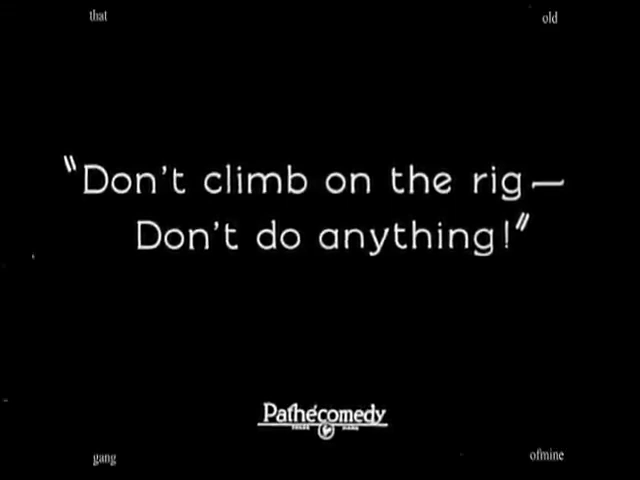 that old
"Don't climb on the rig—
Don't do anything!"
Pathécomedy
gang ofmine